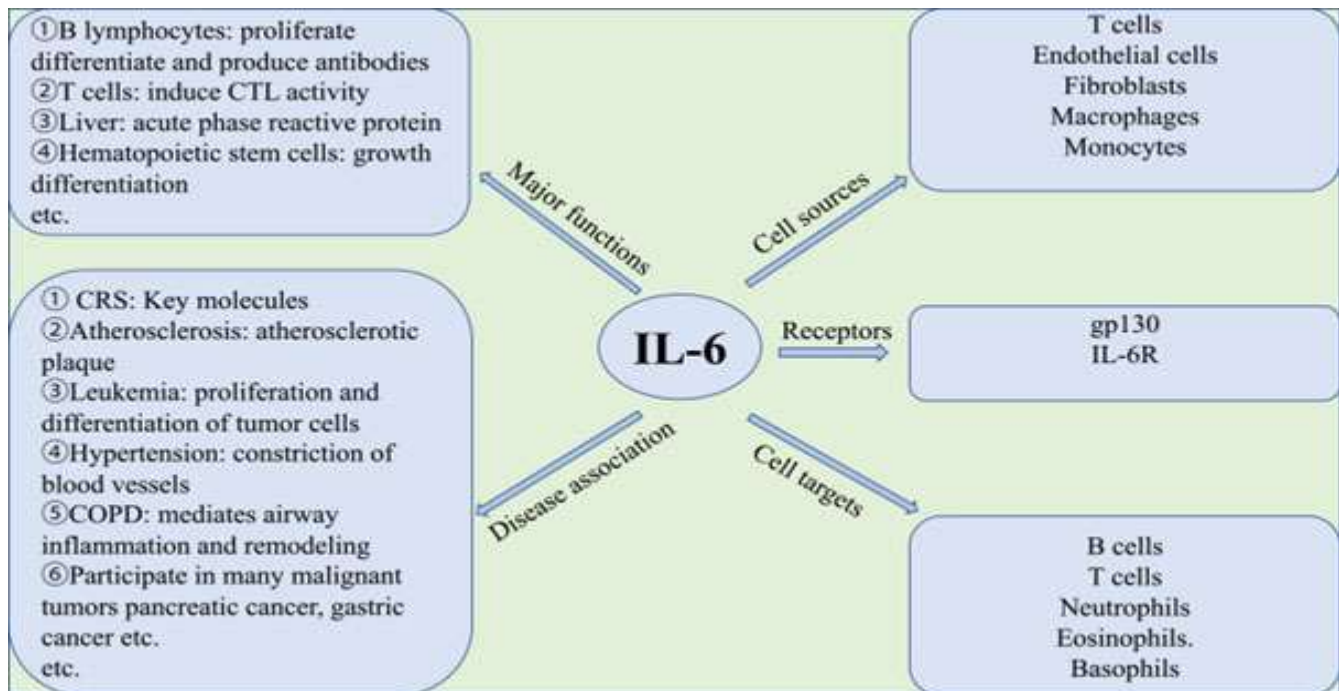 ①B lymphocytes: proliferate
differentiate and produce antibodies
②T cells: induce CTL activity
③Liver: acute phase reactive protein
④Hematopoietic stem cells: growth
differentiation
etc.
Major functions
T cells
Endothelial cells
Fibroblasts
Macrophages
Monocytes
Cell sources
IL-6
Receptors
gp130
IL-6R
① CRS: Key molecules
②Atherosclerosis: atherosclerotic
plaque
③Leukemia: proliferation and
differentiation of tumor cells
④Hypertension: constriction of
blood vessels
⑤COPD: mediates airway
inflammation and remodeling
⑥Participate in many malignant
tumors pancreatic cancer, gastric
cancer etc.
etc.
Disease association
Cell targets
B cells
T cells
Neutrophils
Eosinophils.
Basophils